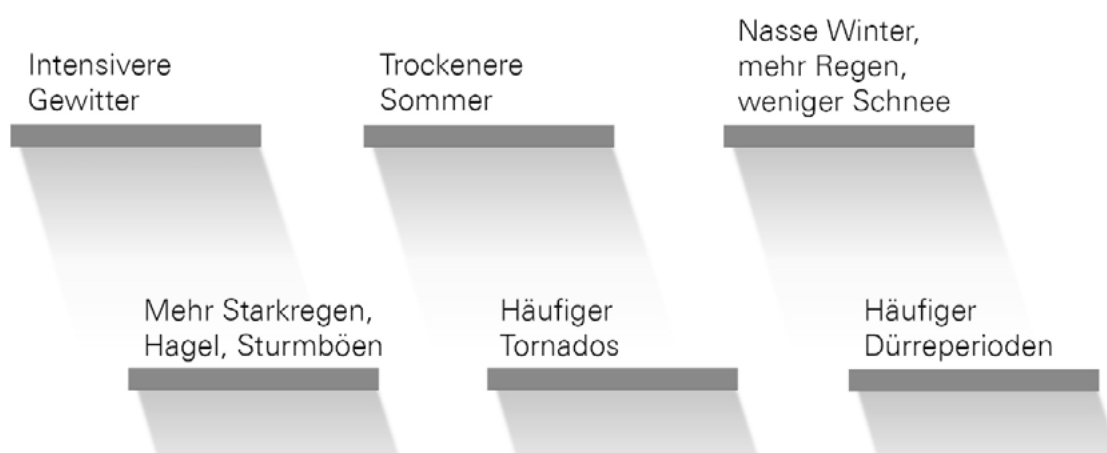 Intensivere
Gewitter
Trockenere
Sommer
Nasse Winter,
mehr Regen,
weniger Schnee
Mehr Starkregen,
Hagel, Sturmböen
Häufiger
Tornados
Häufiger
Dürreperioden